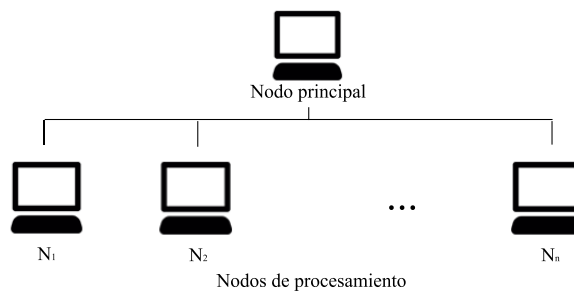 Nodo principal
...
N₁ N₂ Nₙ
Nodos de procesamiento